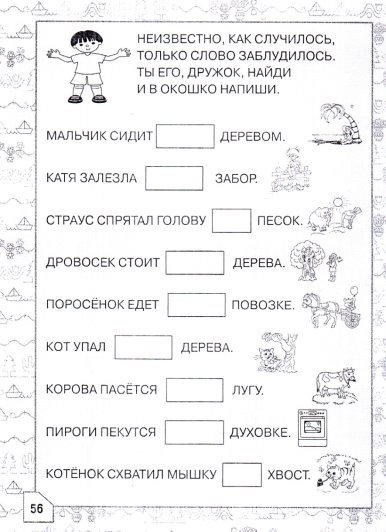 НЕИЗВЕСТНО, КАК СЛУЧИЛОСЬ,
ТОЛЬКО СЛОВО ЗАБЛУДИЛОСЬ.
ТЫ ЕГО, ДРУЖОК, НАЙДИ
И В ОКОШКО НАПИШИ.
МАЛЬЧИК СИДИТ ДЕРЕВОМ.
КАТЯ ЗАЛЕЗЛА ЗАБОР.
СТРАУС СПРЯТАЛ ГОЛОВУ ПЕСОК.
ДРОВОСЕК СТОИТ ДЕРЕВА.
ПОРОСЁНОК ЕДЕТ ПОВОЗКЕ.
КОТ УПАЛ ДЕРЕВА.
КОРОВА ПАСЁТСЯ ЛУГУ.
ПИРОГИ ПЕКУТСЯ ДУХОВКЕ.
КОТЁНОК СХВАТИЛ МЫШКУ ХВОСТ.
56